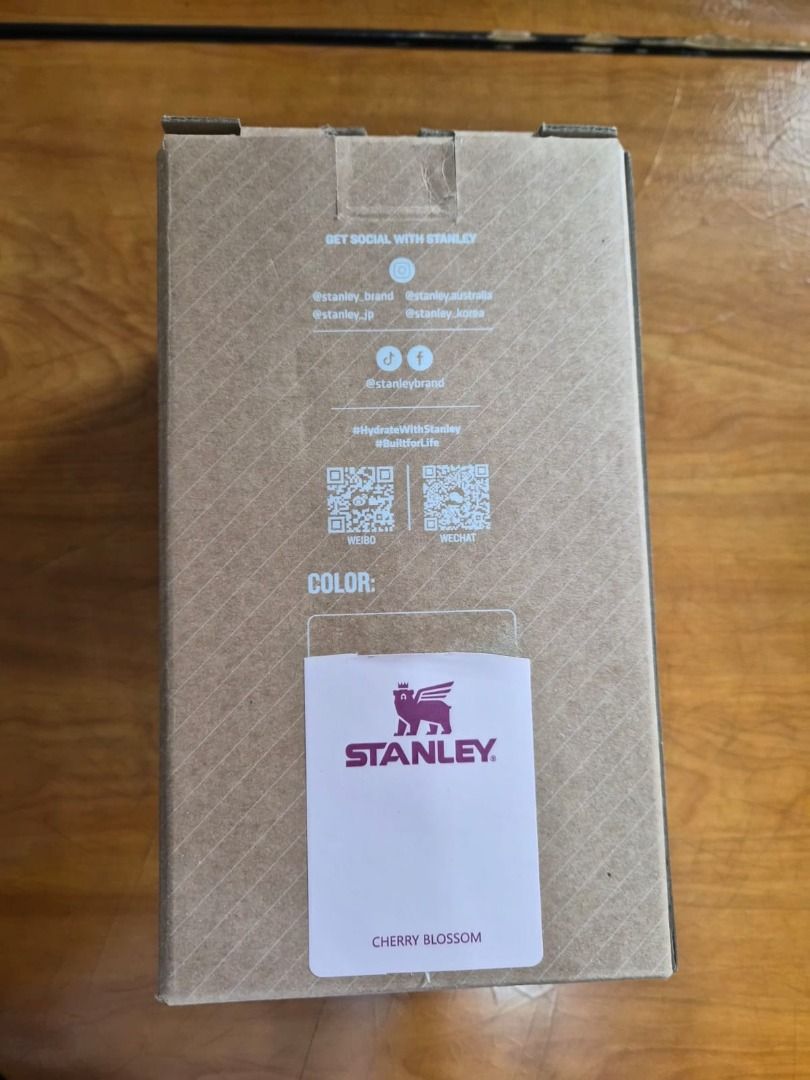 GET SOCIAL WITH STANLEY
@stanley_brand @stanley.australia
@stanley_jp @stanley_korea
@stanleybrand
#HydrateWithStanley
#BuiltforLife
WEIBO WECHAT
COLOR:
STANLEY®
CHERRY BLOSSOM